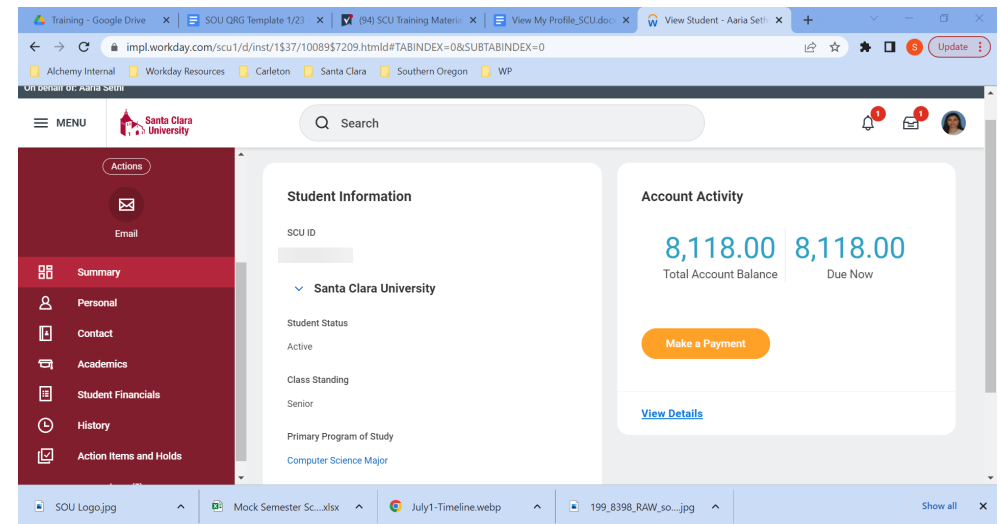 Training - Google Drive
SOU QRG Template 1/23
(94) SCU Training Materia
View My Profile_SCU.doc
View Student - Aaria Seth
impl.workday.com/scu1/d/inst/1$37/10089$7209.htmld#TABINDEX=0&SUBTABINDEX=0
S
Update
Alchemy Internal
Workday Resources
Carleton
Santa Clara
Southern Oregon
WP
On behalf of: Aaria Sethi
MENU
Santa Clara
University
Search
1
1
Actions
Email
Summary
Personal
Contact
Academics
Student Financials
History
Action Items and Holds
Student Information
SCU ID
Santa Clara University
Student Status
Active
Class Standing
Senior
Primary Program of Study
Computer Science Major
Account Activity
8,118.00 8,118.00
Total Account Balance Due Now
Make a Payment
View Details
SOU Logo.jpg
Mock Semester Sc....xlsx
July1-Timeline.webp
199_8398_RAW_so....jpg
Show all